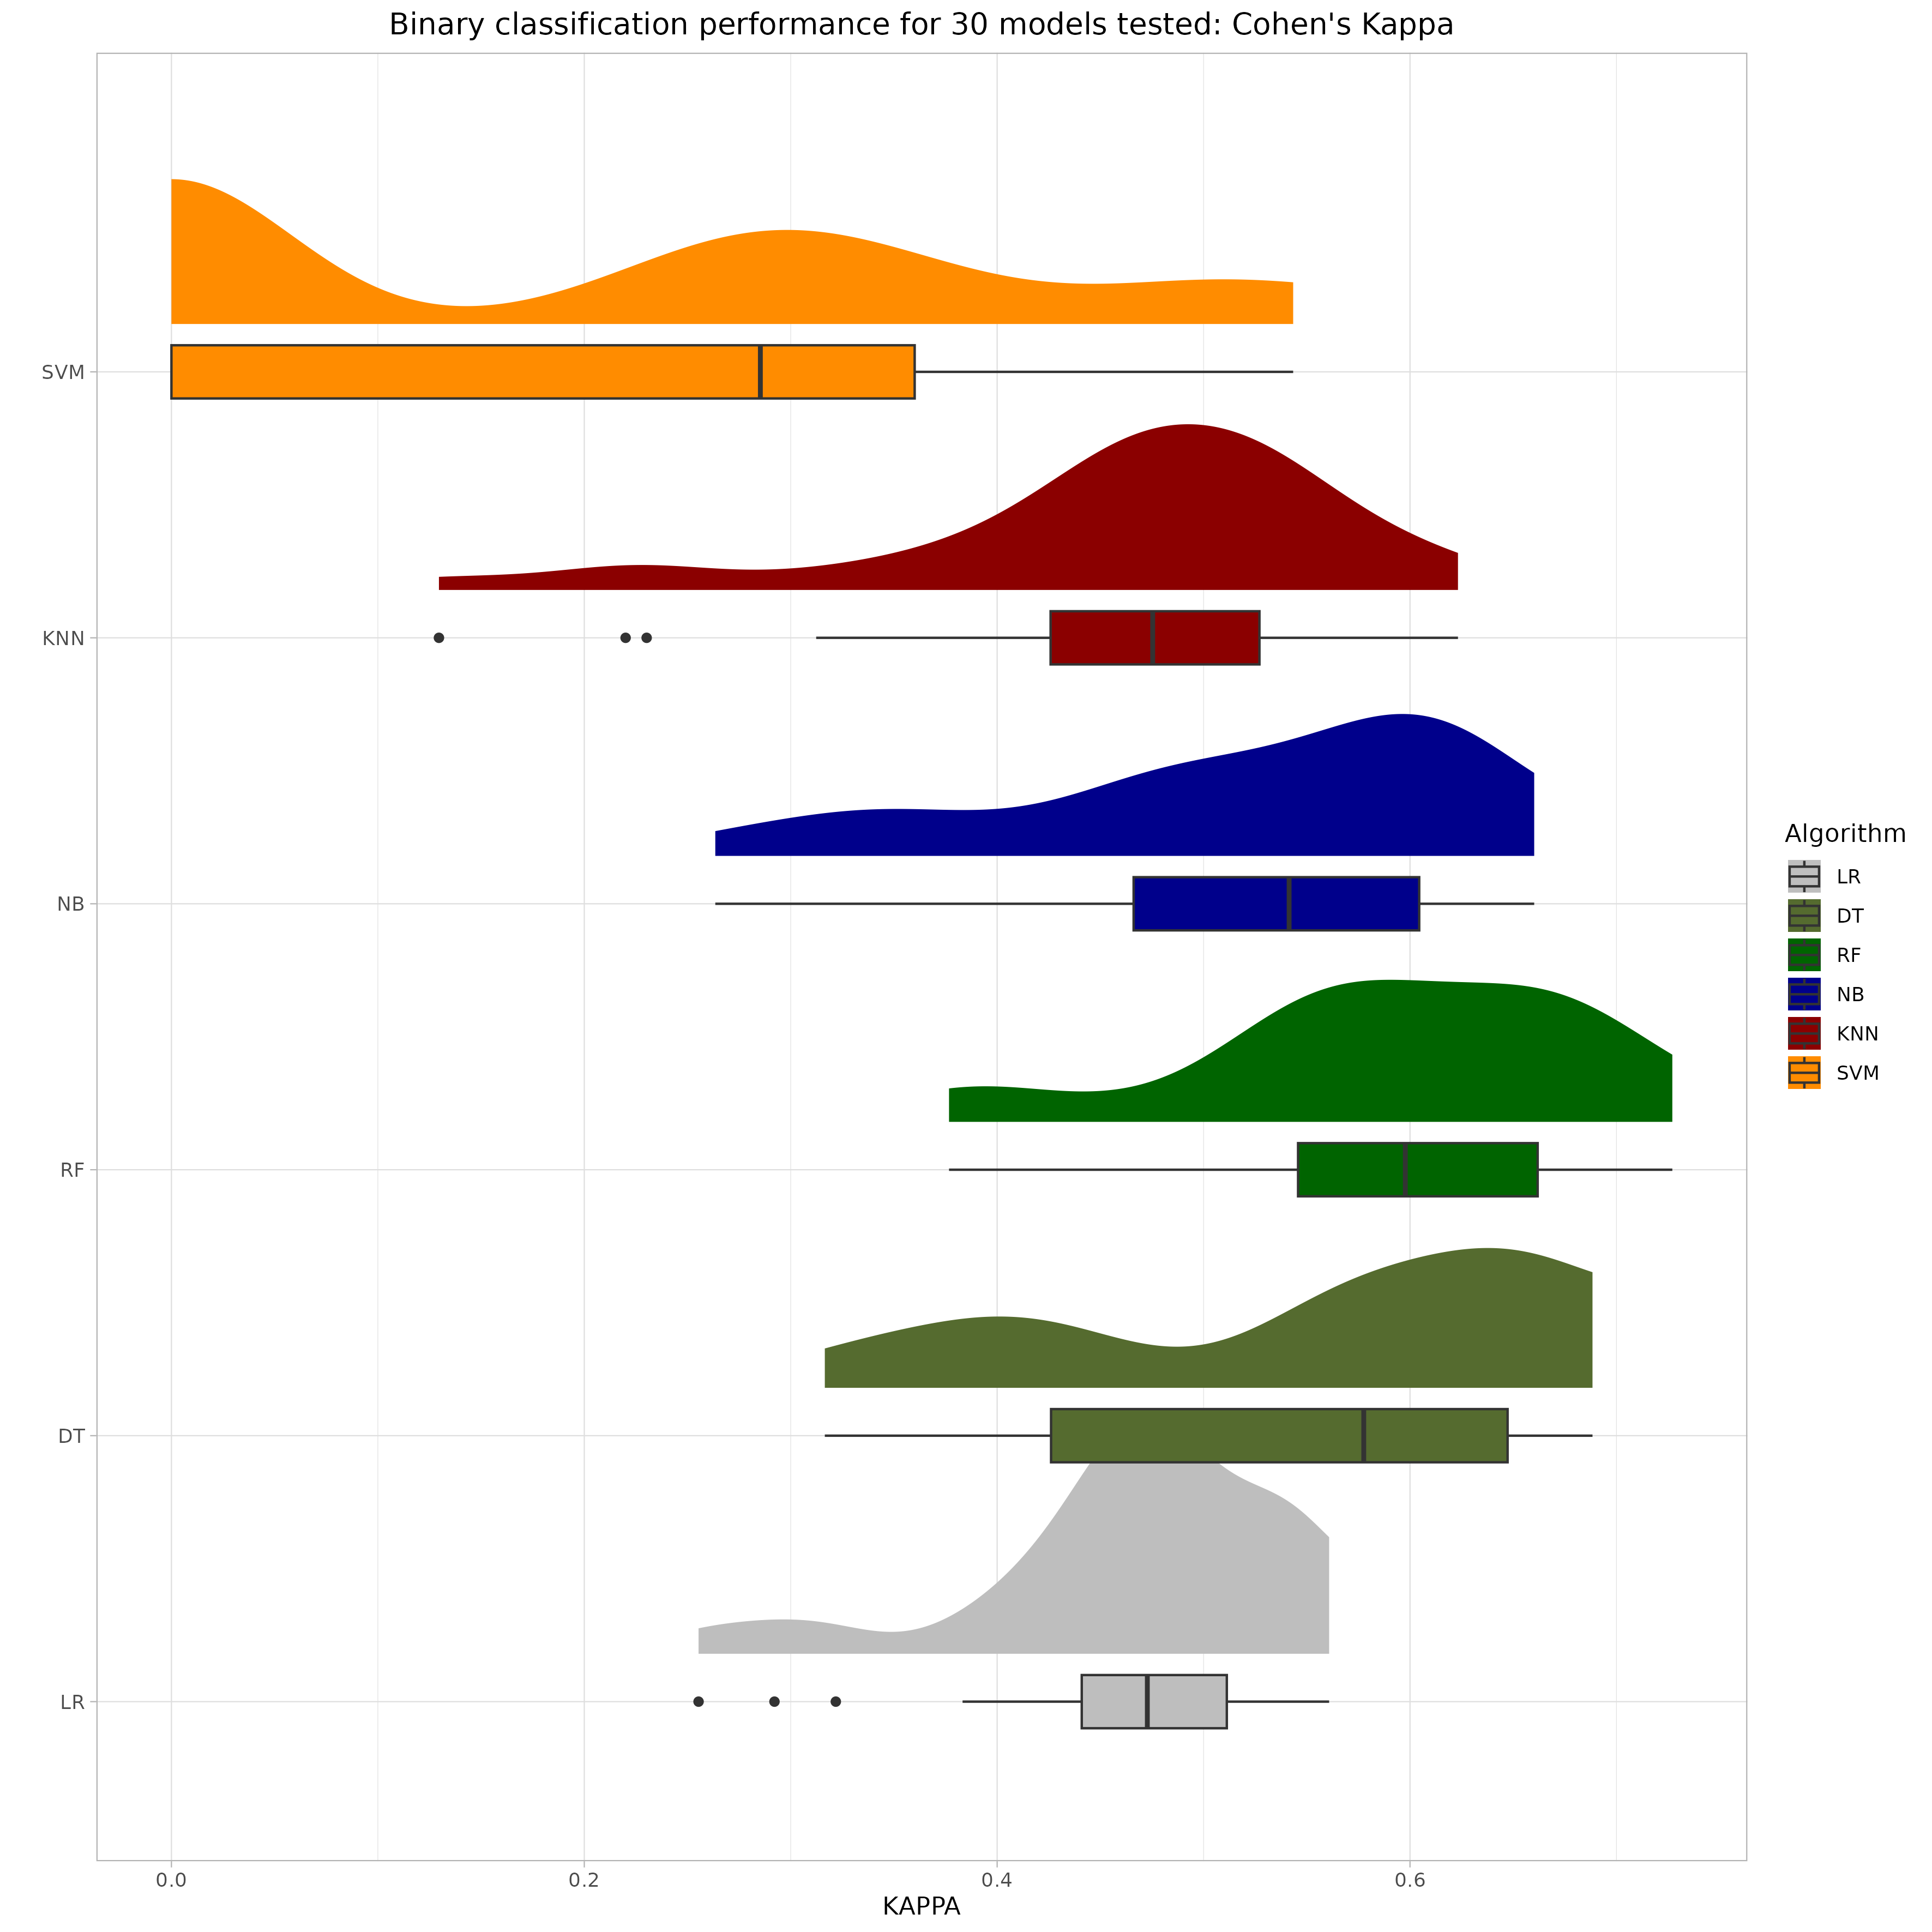 Binary classification performance for 30 models tested: Cohen's Kappa
SVM
KNN
NB
RF
DT
LR
0.0
0.2
0.4
0.6
KAPPA
Algorithm
LR
DT
RF
NB
KNN
SVM